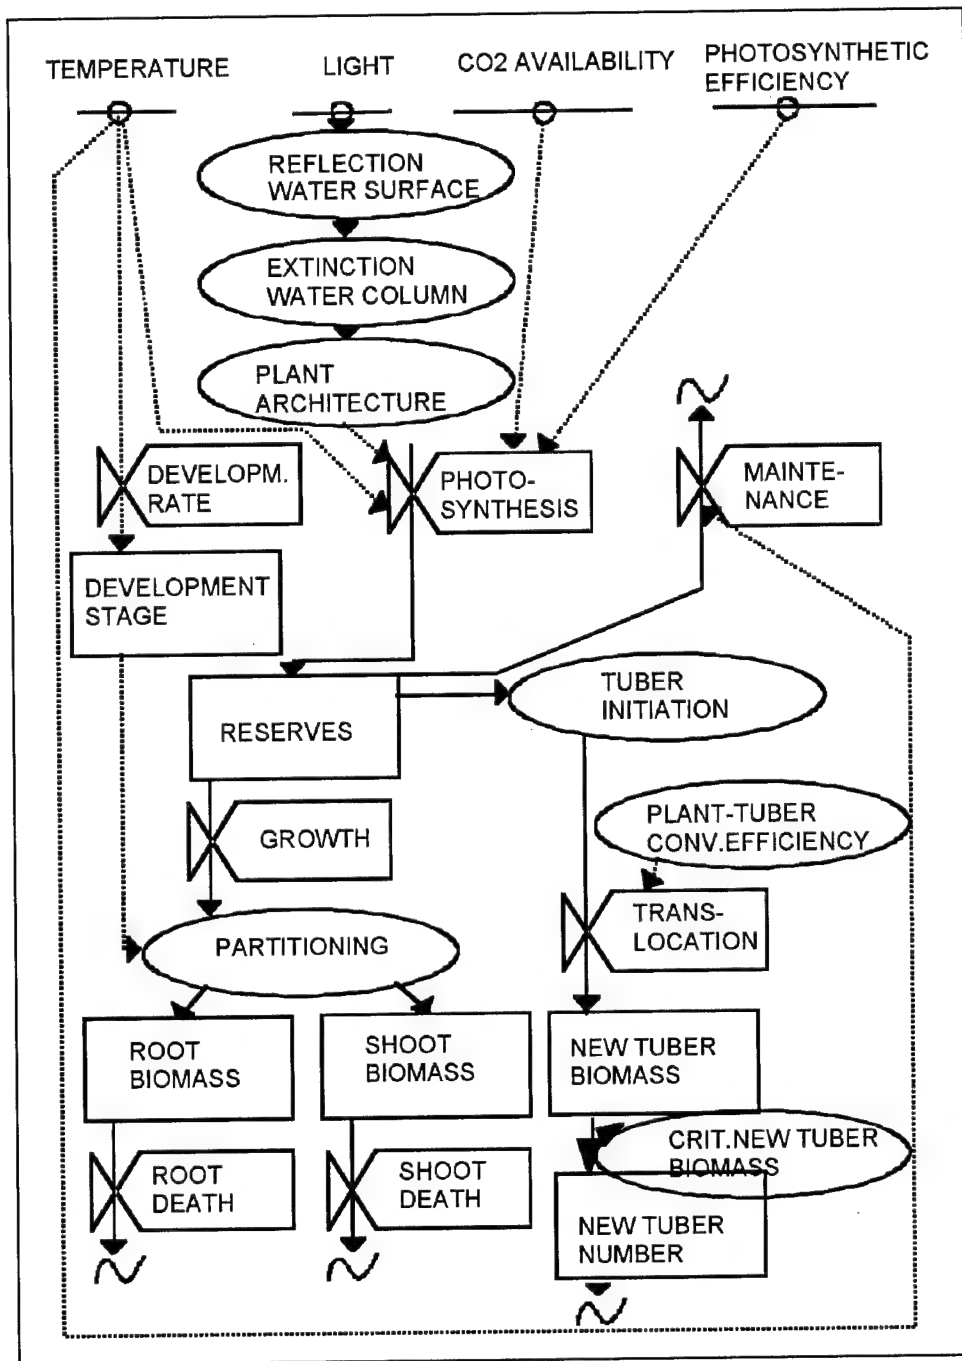 TEMPERATURE
LIGHT
CO2 AVAILABILITY
PHOTOSYNTHETIC
EFFICIENCY
REFLECTION
WATER SURFACE
EXTINCTION
WATER COLUMN
PLANT
ARCHITECTURE
DEVELOPM.
RATE
PHOTO-
SYNTHESIS
MAINTE-
NANCE
DEVELOPMENT
STAGE
RESERVES
TUBER
INITIATION
GROWTH
PLANT-TUBER
CONV.EFFICIENCY
PARTITIONING
TRANS-
LOCATION
ROOT
BIOMASS
SHOOT
BIOMASS
NEW TUBER
BIOMASS
CRIT.NEW TUBER
BIOMASS
ROOT
DEATH
SHOOT
DEATH
NEW TUBER
NUMBER